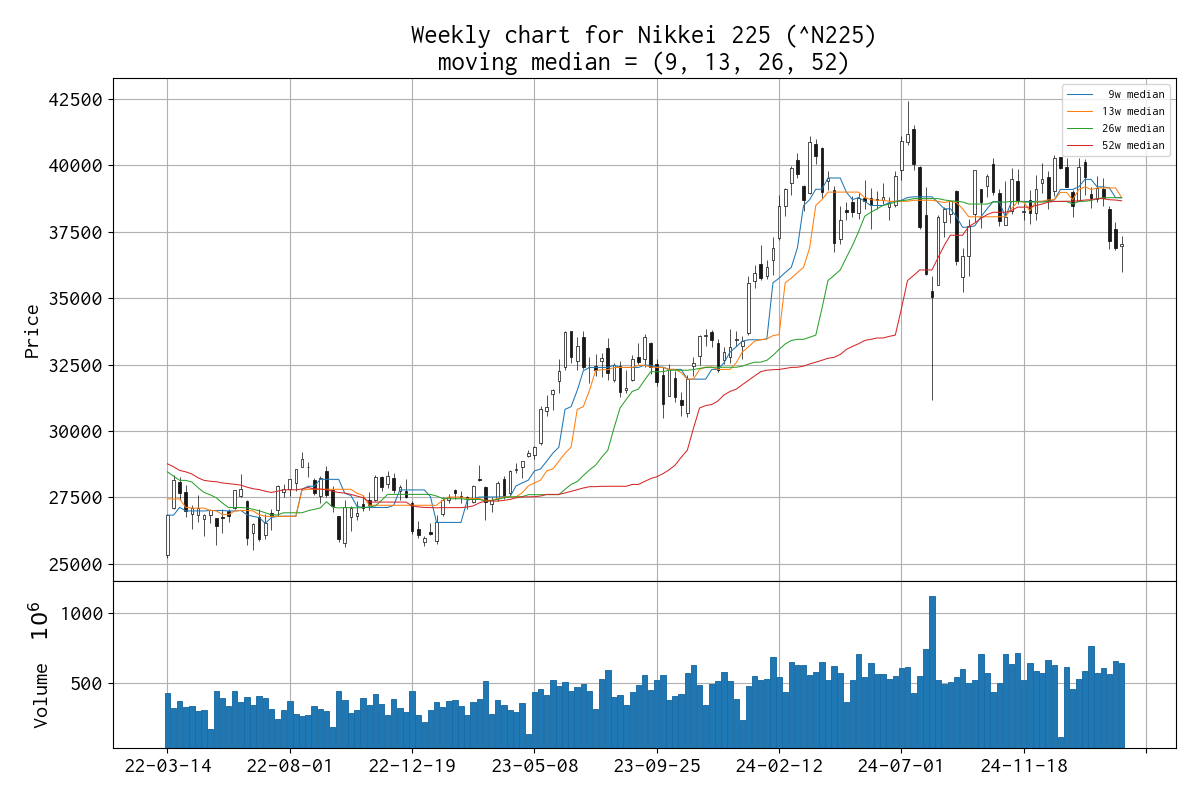 Weekly chart for Nikkei 225 (^N225)
moving median = (9, 13, 26, 52)
9w median
13w median
26w median
52w median
Price
42500
40000
37500
35000
32500
30000
27500
25000
Volume 10^6
1000
500
22-03-14 22-08-01 22-12-19 23-05-08 23-09-25 24-02-12 24-07-01 24-11-18